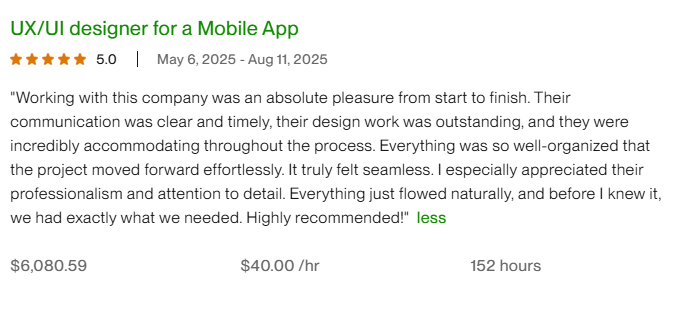 UX/UI designer for a Mobile App
5.0 | May 6, 2025 - Aug 11, 2025
"Working with this company was an absolute pleasure from start to finish. Their
communication was clear and timely, their design work was outstanding, and they were
incredibly accommodating throughout the process. Everything was so well-organized that
the project moved forward effortlessly. It truly felt seamless. I especially appreciated their
professionalism and attention to detail. Everything just flowed naturally, and before I knew it,
we had exactly what we needed. Highly recommended!" less
$6,080.59 $40.00 /hr 152 hours